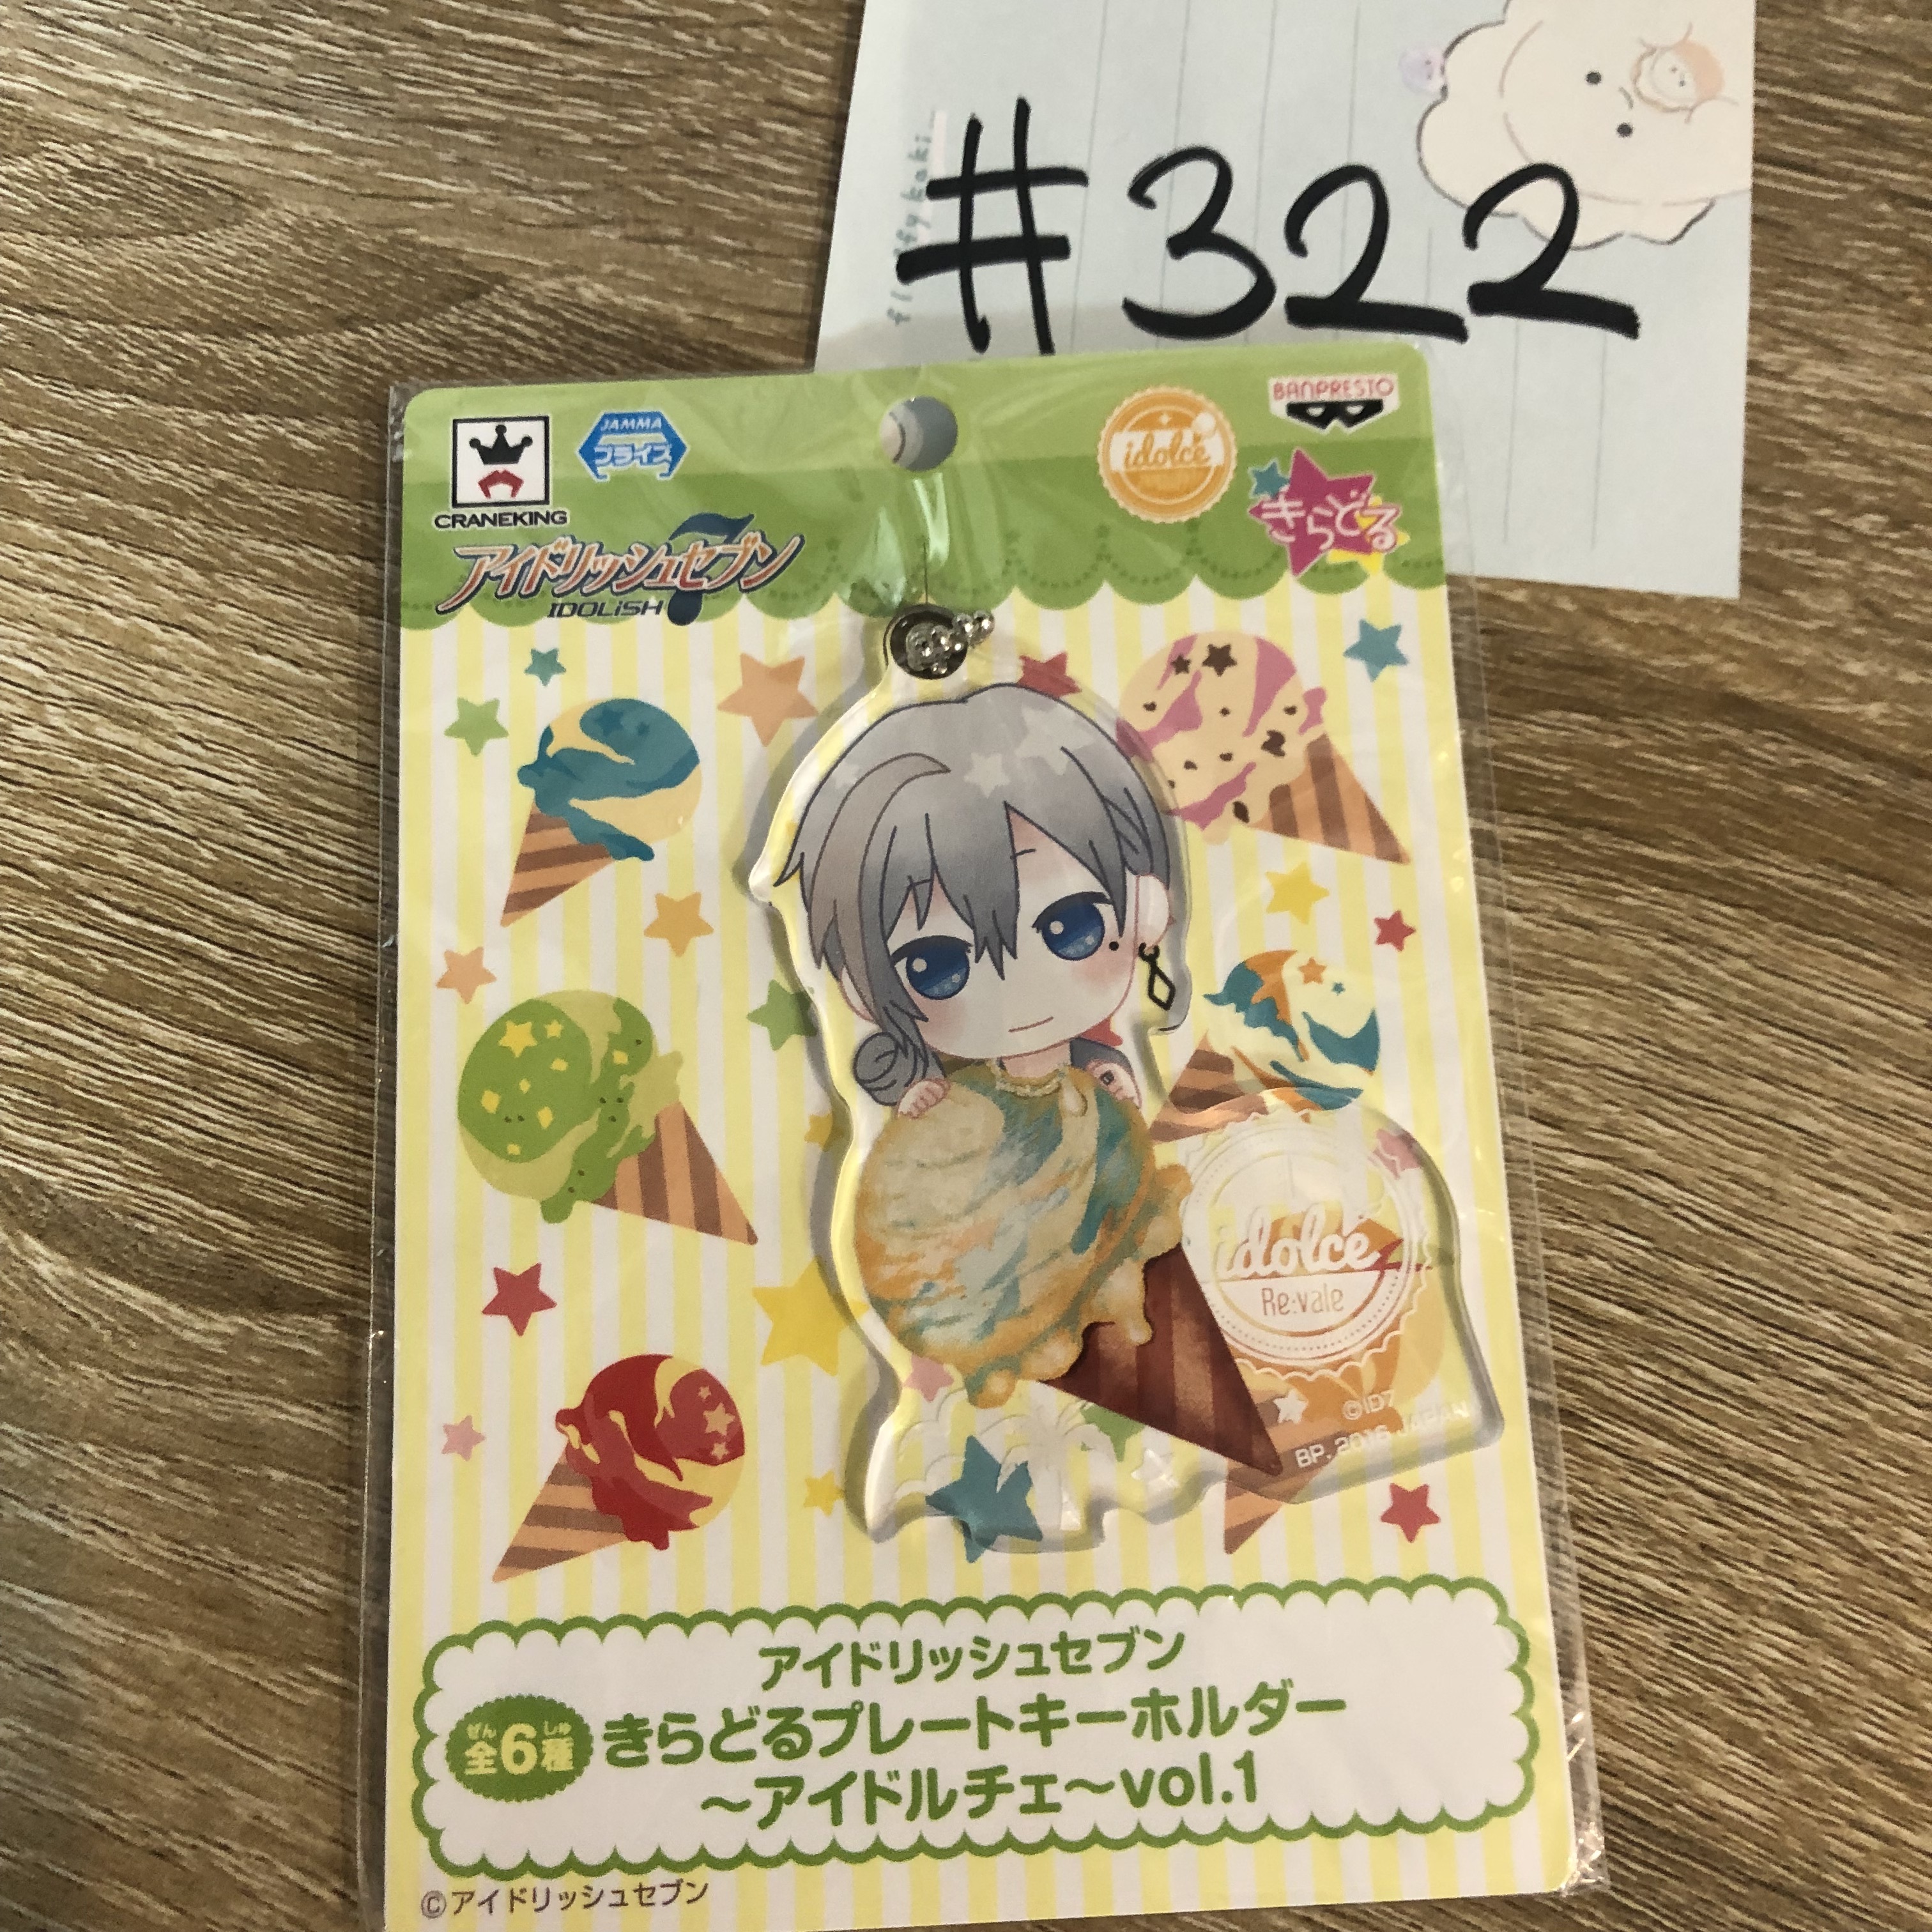 fluffy kaki
#322
BANPRESTO
JAMMA
プライズ
idolce
CRANEKING
きらどる
アイドリッシュセブン
IDOLiSH7
idolce
Re:vale
©ID7
BP. 2016 JAPAN
アイドリッシュセブン
ぜん しゅ
全6種
きらどるプレートキーホルダー
～アイドルチェ～vol.1
©アイドリッシュセブン